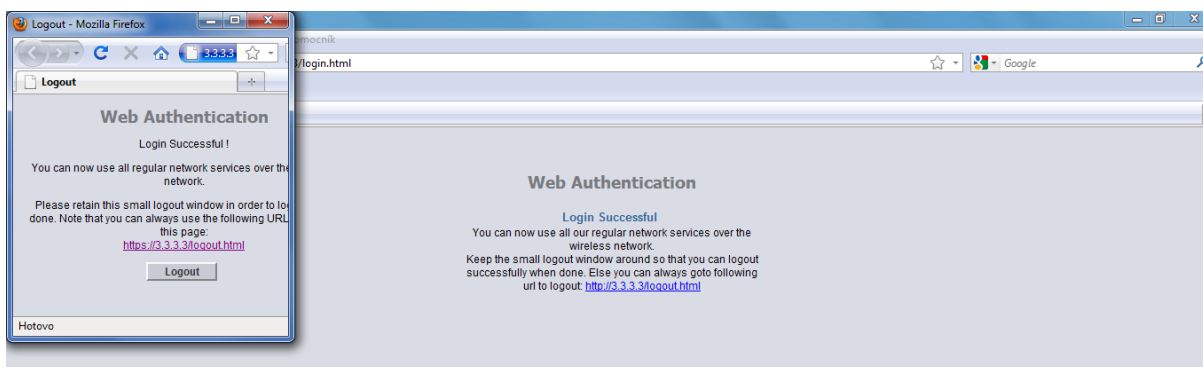 Logout - Mozilla Firefox
3.3.3.3
Logout
Web Authentication
Login Successful !
You can now use all regular network services over the
network.
Please retain this small logout window in order to lo
done. Note that you can always use the following URL
this page:
https://3.3.3.3/logout.html
Logout
Hotovo
omocník
3/login.html
Google
Web Authentication
Login Successful
You can now use all our regular network services over the
wireless network.
Keep the small logout window around so that you can logout
successfully when done. Else you can always goto following
url to logout: http://3.3.3.3/logout.html